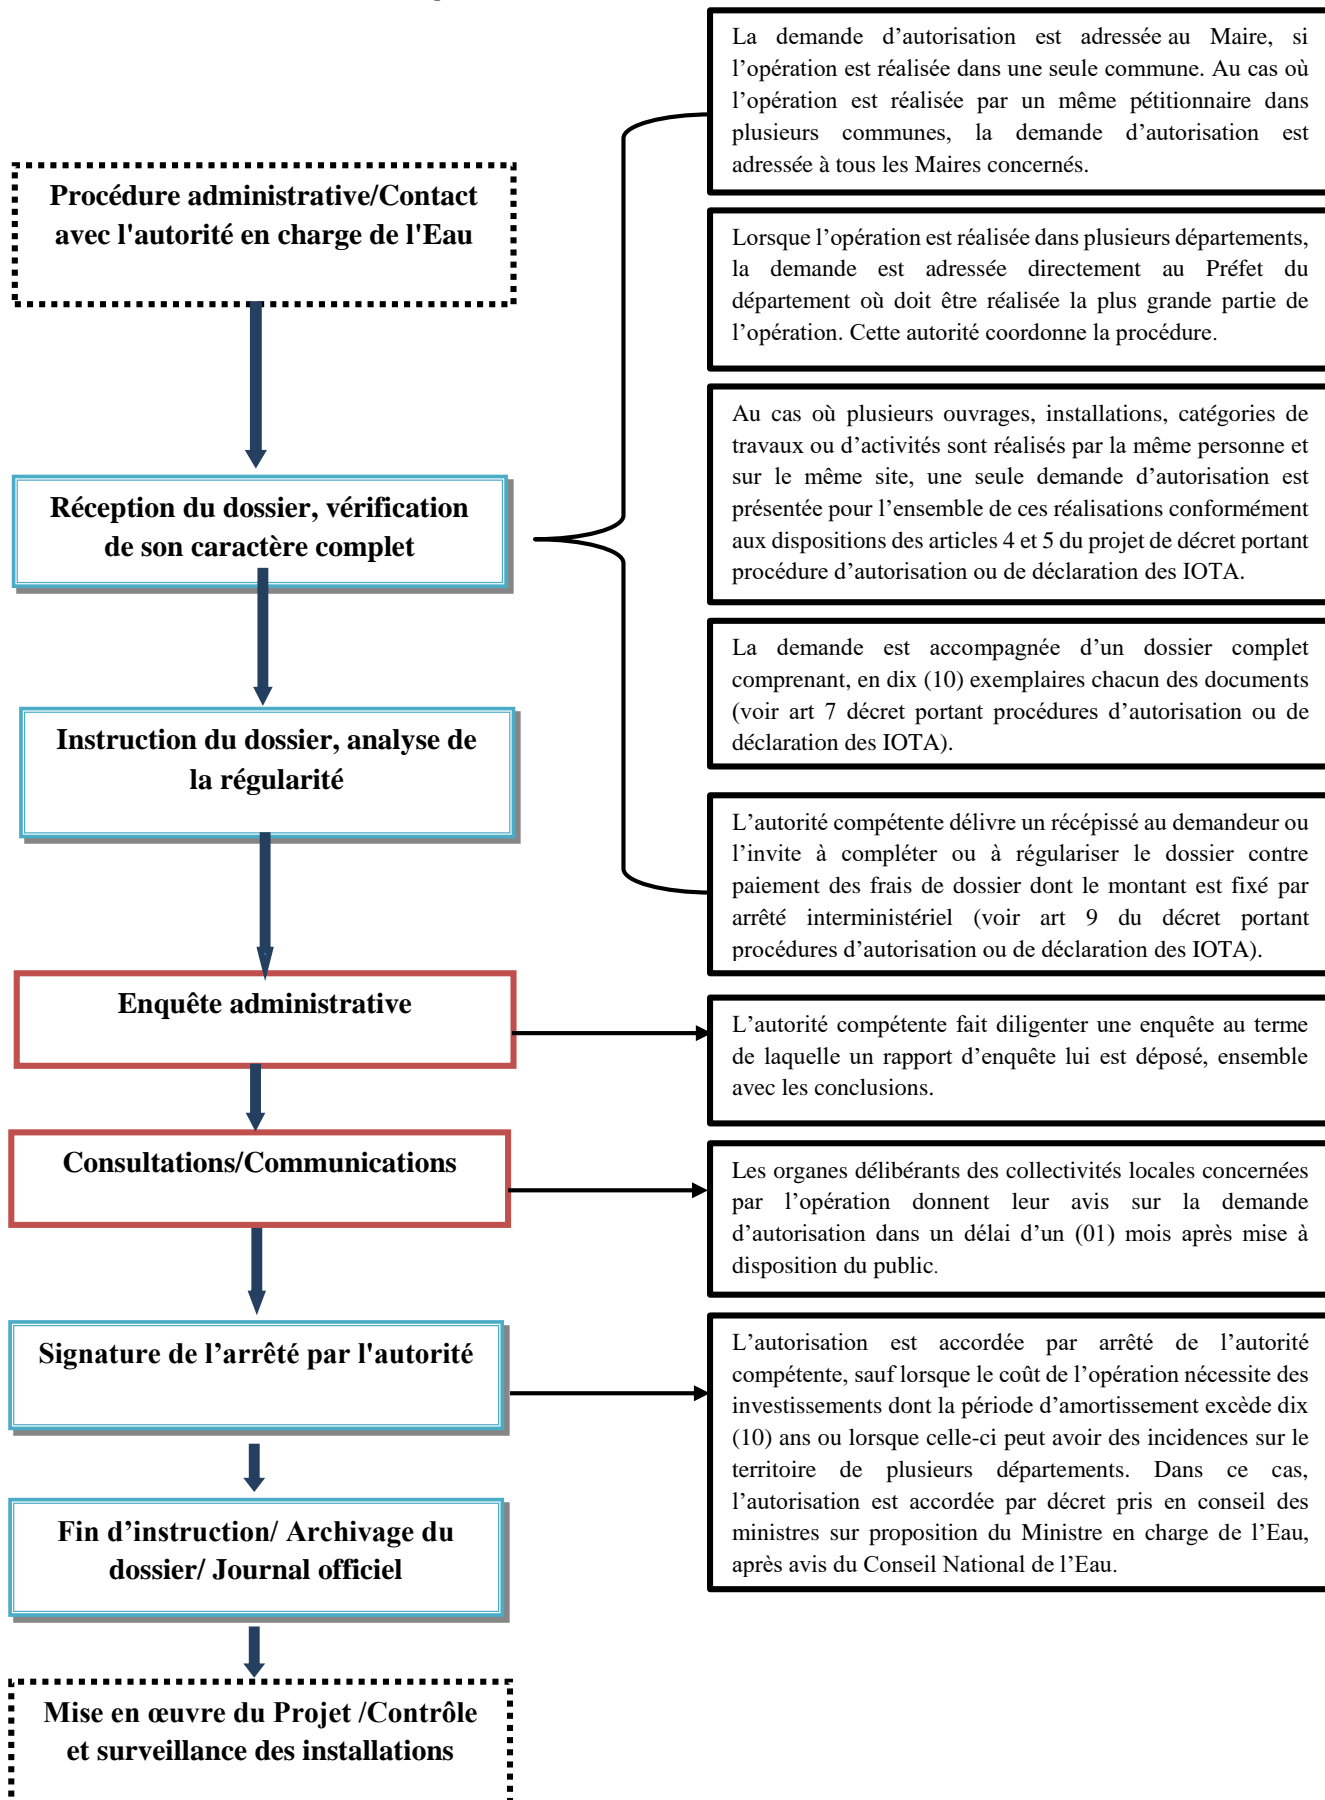 Procédure administrative/Contact
avec l'autorité en charge de l'Eau
Réception du dossier, vérification
de son caractère complet
Instruction du dossier, analyse de
la régularité
Enquête administrative
Consultations/Communications
Signature de l’arrêté par l'autorité
Fin d’instruction/ Archivage du
dossier/ Journal officiel
Mise en œuvre du Projet /Contrôle
et surveillance des installations
La demande d’autorisation est adressée au Maire, si
l’opération est réalisée dans une seule commune. Au cas où
l’opération est réalisée par un même pétitionnaire dans
plusieurs communes, la demande d’autorisation est
adressée à tous les Maires concernés.
Lorsque l’opération est réalisée dans plusieurs départements,
la demande est adressée directement au Préfet du
département où doit être réalisée la plus grande partie de
l’opération. Cette autorité coordonne la procédure.
Au cas où plusieurs ouvrages, installations, catégories de
travaux ou d’activités sont réalisés par la même personne et
sur le même site, une seule demande d’autorisation est
présentée pour l’ensemble de ces réalisations conformément
aux dispositions des articles 4 et 5 du projet de décret portant
procédure d’autorisation ou de déclaration des IOTA.
La demande est accompagnée d’un dossier complet
comprenant, en dix (10) exemplaires chacun des documents
(voir art 7 décret portant procédures d’autorisation ou de
déclaration des IOTA).
L’autorité compétente délivre un récépissé au demandeur ou
l’invite à compléter ou à régulariser le dossier contre
paiement des frais de dossier dont le montant est fixé par
arrêté interministériel (voir art 9 du décret portant
procédures d’autorisation ou de déclaration des IOTA).
L’autorité compétente fait diligenter une enquête au terme
de laquelle un rapport d’enquête lui est déposé, ensemble
avec les conclusions.
Les organes délibérants des collectivités locales concernées
par l’opération donnent leur avis sur la demande
d’autorisation dans un délai d’un (01) mois après mise à
disposition du public.
L’autorisation est accordée par arrêté de l’autorité
compétente, sauf lorsque le coût de l’opération nécessite des
investissements dont la période d’amortissement excède dix
(10) ans ou lorsque celle-ci peut avoir des incidences sur le
territoire de plusieurs départements. Dans ce cas,
l’autorisation est accordée par décret pris en conseil des
ministres sur proposition du Ministre en charge de l’Eau,
après avis du Conseil National de l’Eau.